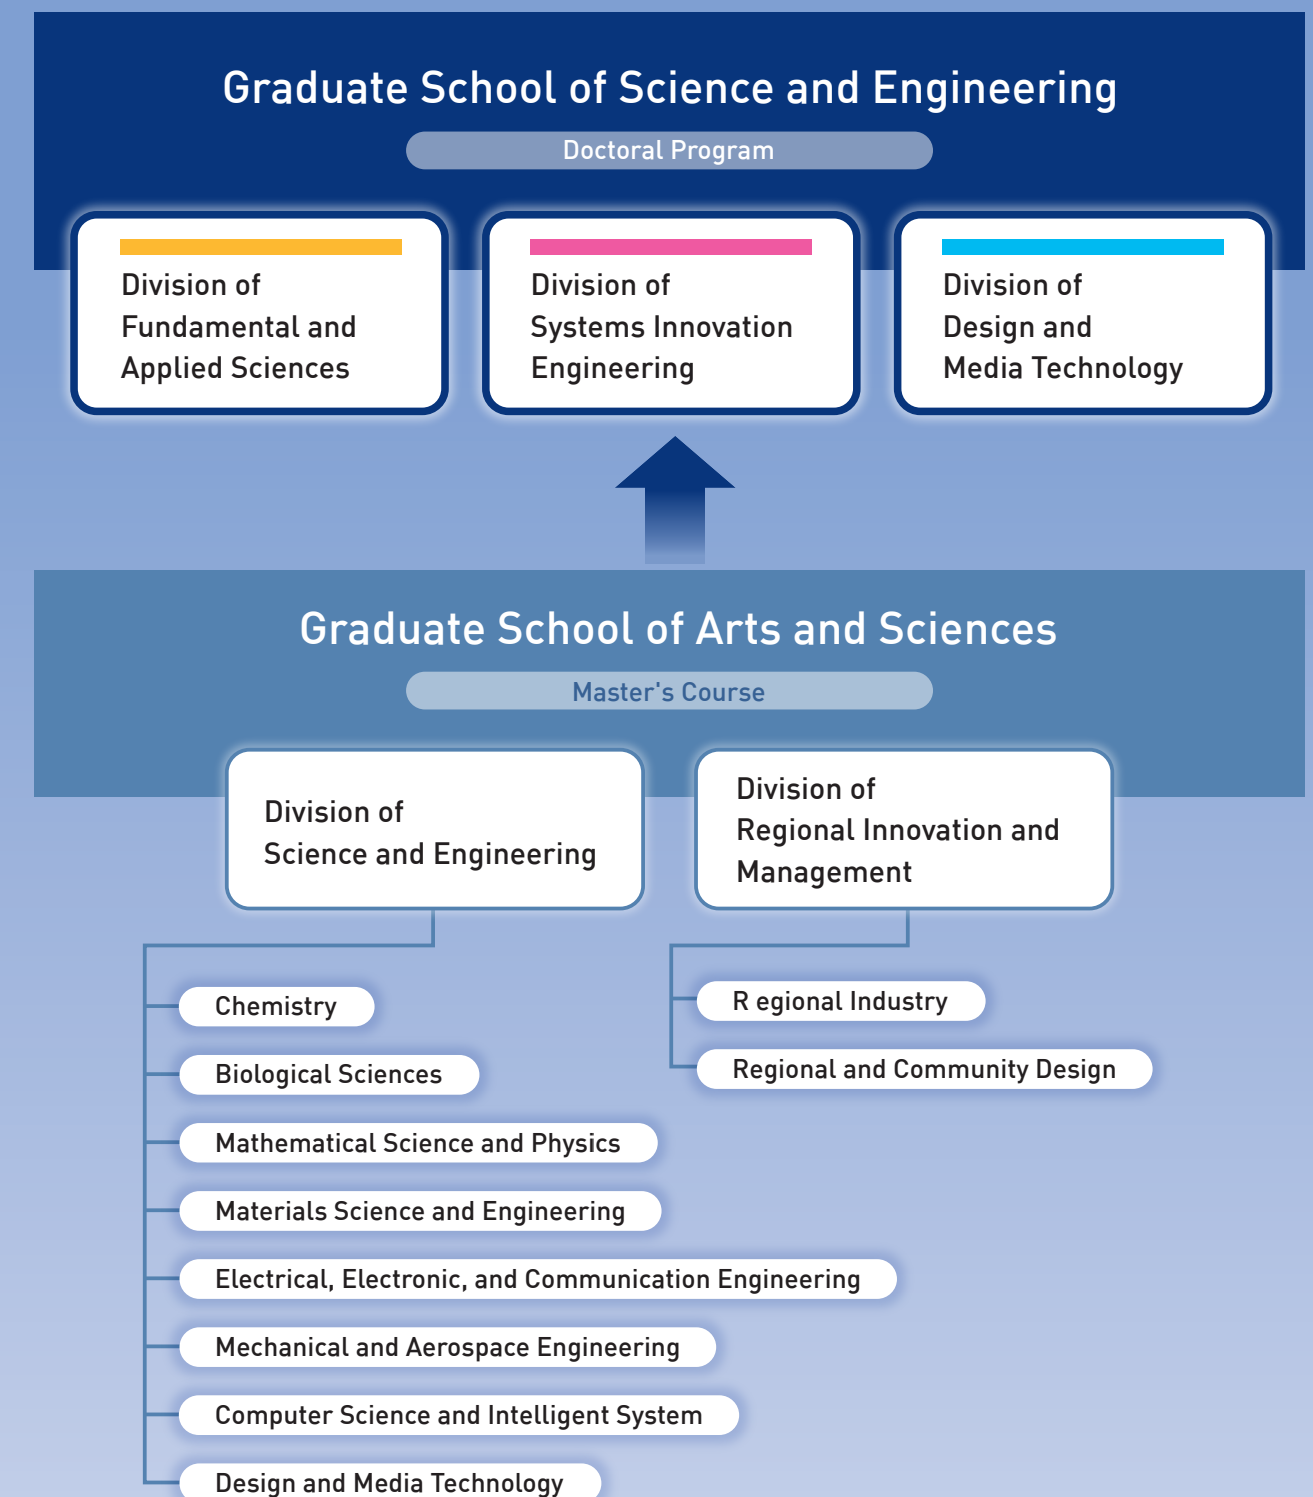 Graduate School of Science and Engineering
Doctoral Program
Division of
Fundamental and
Applied Sciences
Division of
Systems Innovation
Engineering
Division of
Design and
Media Technology
Graduate School of Arts and Sciences
Master's Course
Division of
Science and Engineering
Division of
Regional Innovation and
Management
Chemistry
Biological Sciences
Mathematical Science and Physics
Materials Science and Engineering
Electrical, Electronic, and Communication Engineering
Mechanical and Aerospace Engineering
Computer Science and Intelligent System
Design and Media Technology
R egional Industry
Regional and Community Design